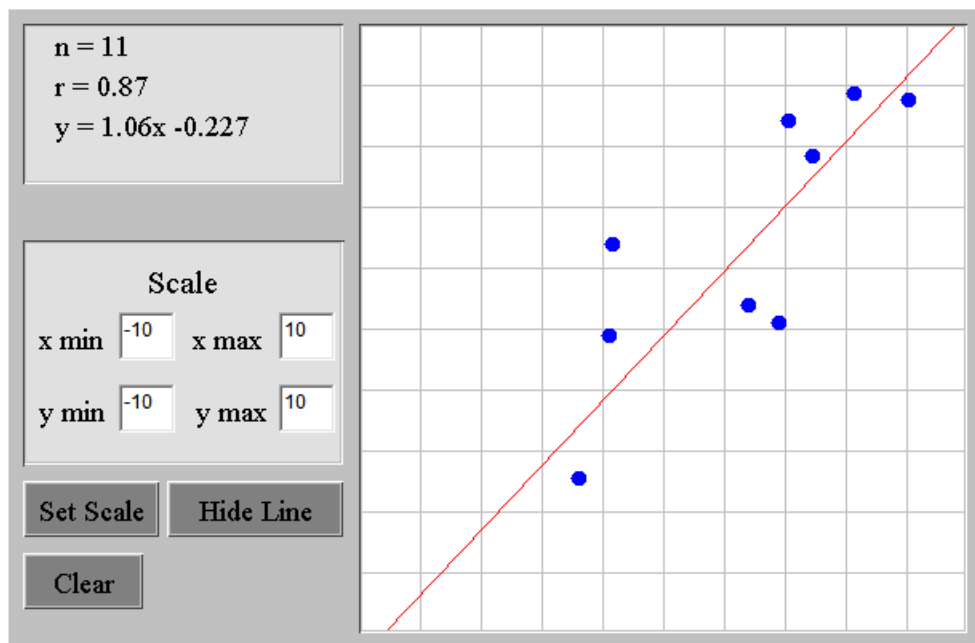 n = 11
r = 0.87
y = 1.06x -0.227
Scale
x min -10 x max 10
y min -10 y max 10
Set Scale Hide Line
Clear